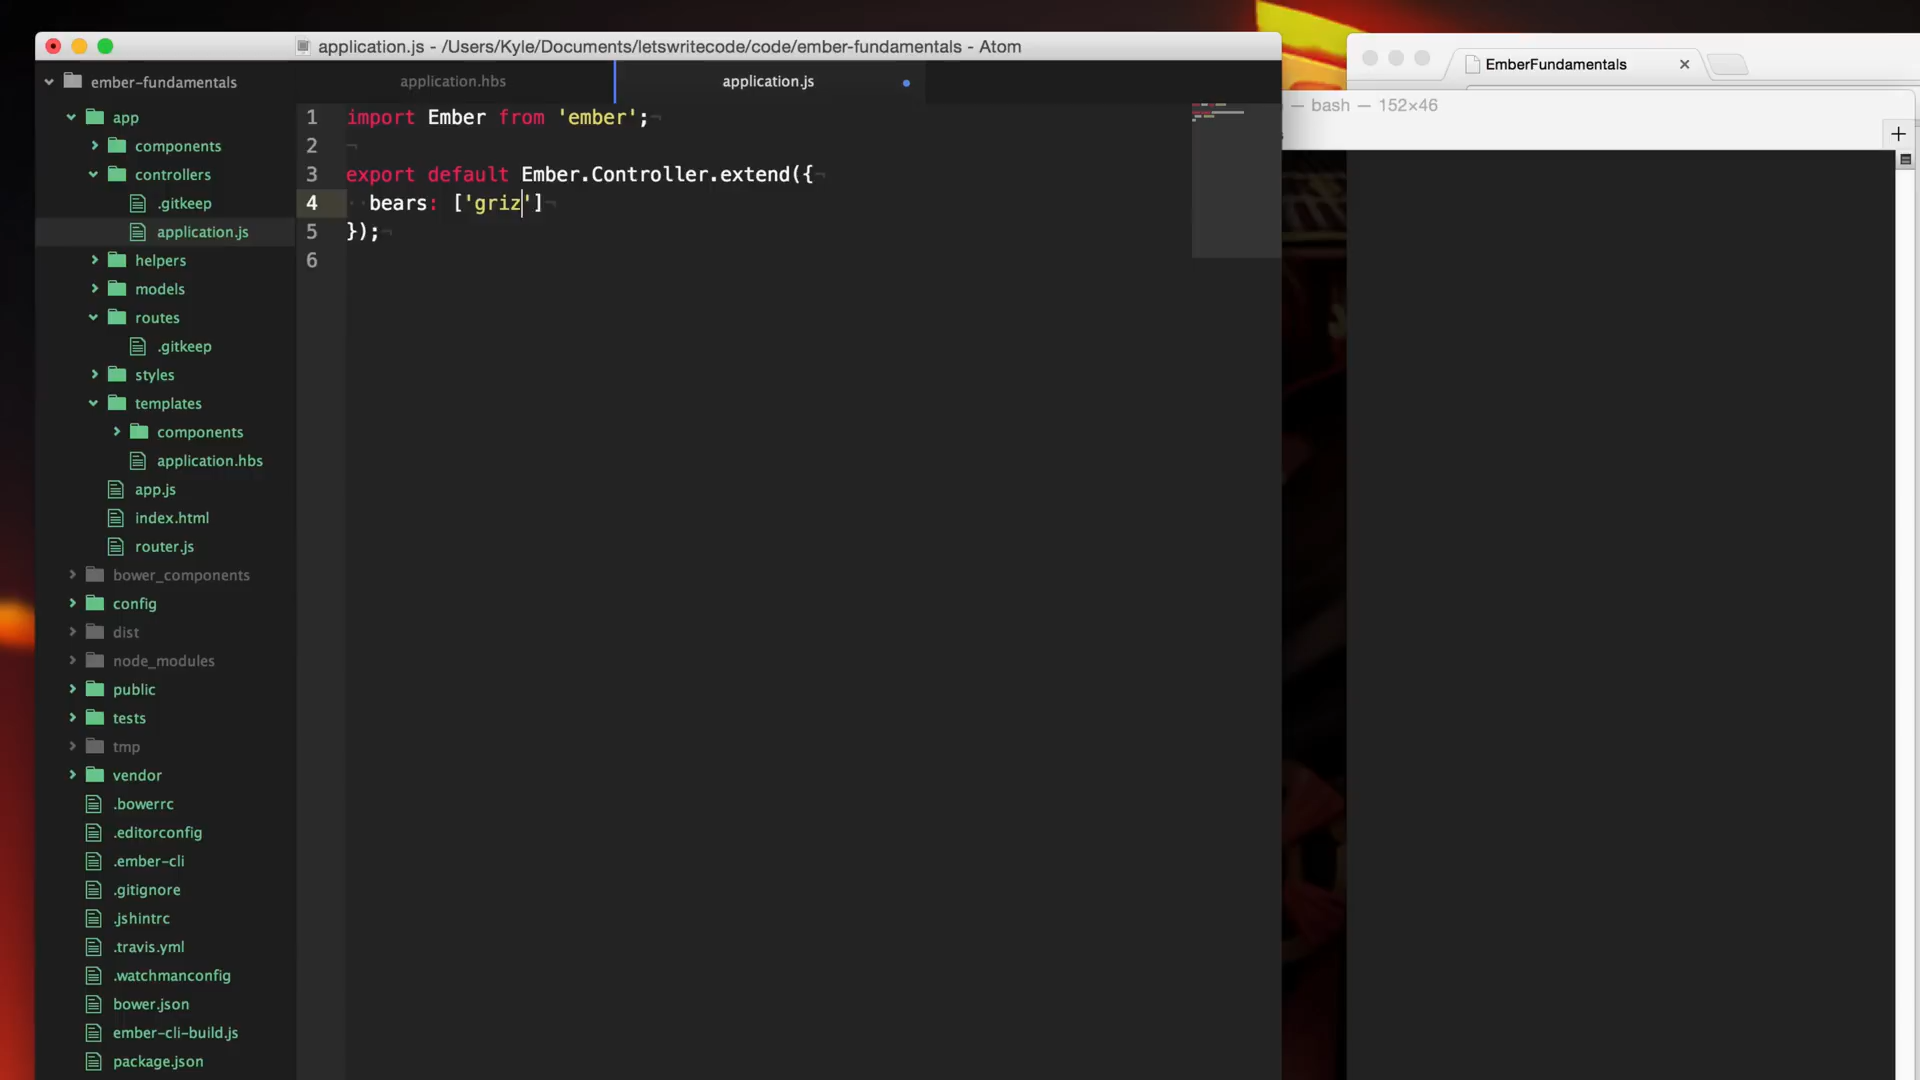 application.js - /Users/Kyle/Documents/letswritecode/code/ember-fundamentals - Atom
ember-fundamentals
app
components
controllers
.gitkeep
application.js
helpers
models
routes
.gitkeep
styles
templates
components
application.hbs
app.js
index.html
router.js
bower_components
config
dist
node_modules
public
tests
tmp
vendor
.bowerrc
.editorconfig
.ember-cli
.gitignore
.jshintrc
.travis.yml
.watchmanconfig
bower.json
ember-cli-build.js
package.json
application.hbs
application.js
1 import Ember from 'ember';
2
3 export default Ember.Controller.extend({
4 bears: ['griz']
5 });
6
EmberFundamentals
— bash — 152×46